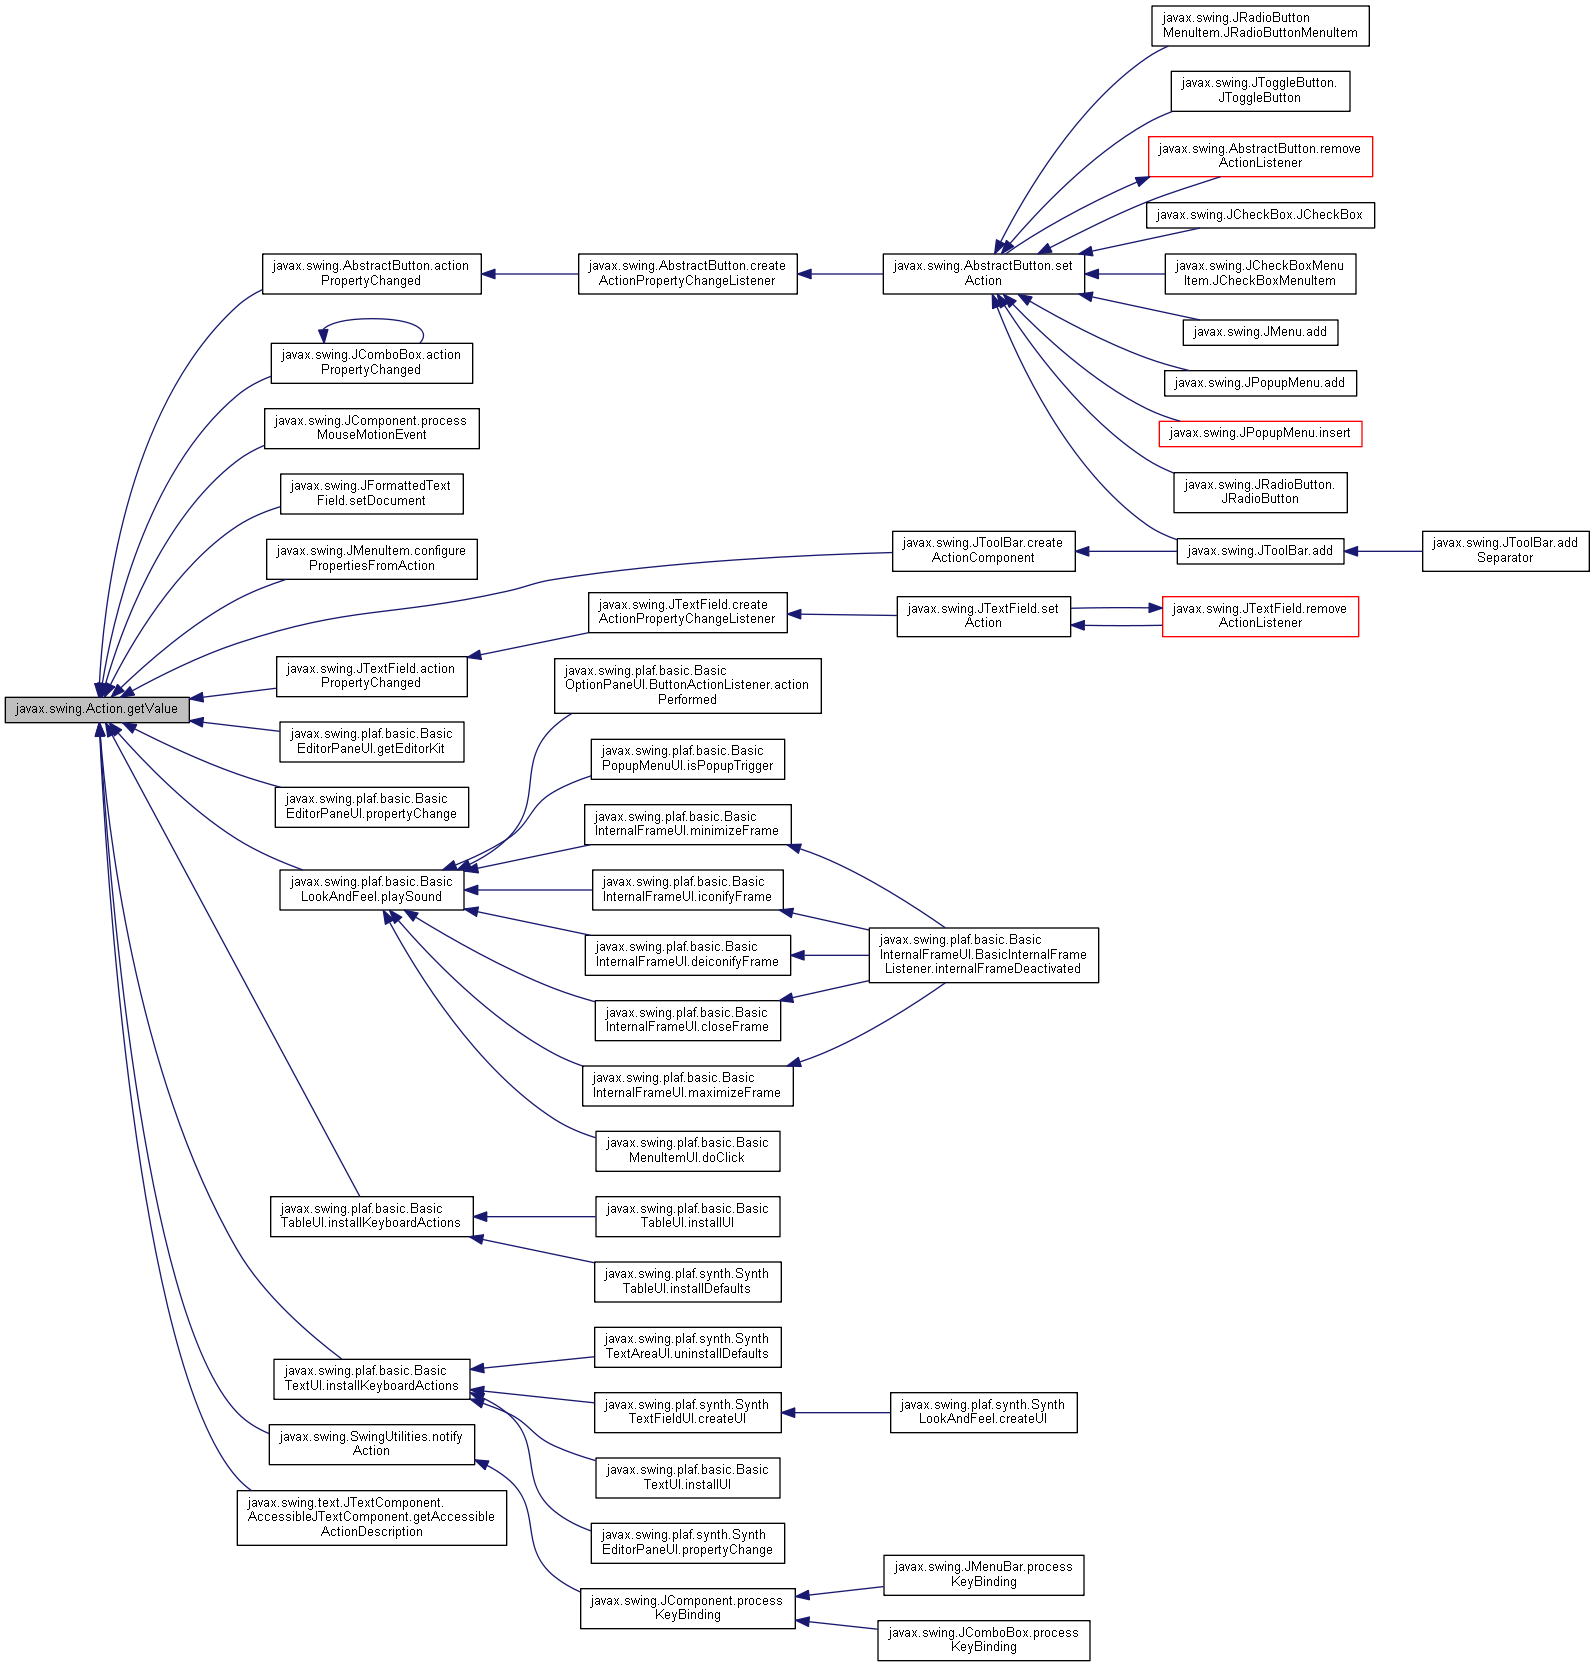 javax.swing.JRadioButton
MenuItem.JRadioButtonMenuItem
javax.swing.JToggleButton.
JToggleButton
javax.swing.AbstractButton.remove
ActionListener
javax.swing.JCheckBox.JCheckBox
javax.swing.AbstractButton.action
PropertyChanged
javax.swing.AbstractButton.create
ActionPropertyChangeListener
javax.swing.AbstractButton.set
Action
javax.swing.JCheckBoxMenu
Item.JCheckBoxMenuItem
javax.swing.JMenu.add
javax.swing.JComboBox.action
PropertyChanged
javax.swing.JPopupMenu.add
javax.swing.JComponent.process
MouseMotionEvent
javax.swing.JPopupMenu.insert
javax.swing.JFormattedText
Field.setDocument
javax.swing.JRadioButton.
JRadioButton
javax.swing.JMenuItem.configure
PropertiesFromAction
javax.swing.JToolBar.create
ActionComponent
javax.swing.JToolBar.add
javax.swing.JToolBar.add
Separator
javax.swing.JTextField.create
ActionPropertyChangeListener
javax.swing.JTextField.set
Action
javax.swing.JTextField.remove
ActionListener
javax.swing.JTextField.action
PropertyChanged
javax.swing.plaf.basic.Basic
OptionPaneUI.ButtonActionListener.action
Performed
javax.swing.Action.getValue
javax.swing.plaf.basic.Basic
EditorPaneUI.getEditorKit
javax.swing.plaf.basic.Basic
PopupMenuUI.isPopupTrigger
javax.swing.plaf.basic.Basic
EditorPaneUI.propertyChange
javax.swing.plaf.basic.Basic
InternalFrameUI.minimizeFrame
javax.swing.plaf.basic.Basic
LookAndFeel.playSound
javax.swing.plaf.basic.Basic
InternalFrameUI.iconifyFrame
javax.swing.plaf.basic.Basic
InternalFrameUI.deiconifyFrame
javax.swing.plaf.basic.Basic
InternalFrameUI.BasicInternalFrame
Listener.internalFrameDeactivated
javax.swing.plaf.basic.Basic
InternalFrameUI.closeFrame
javax.swing.plaf.basic.Basic
InternalFrameUI.maximizeFrame
javax.swing.plaf.basic.Basic
MenuItemUI.doClick
javax.swing.plaf.basic.Basic
TableUI.installKeyboardActions
javax.swing.plaf.basic.Basic
TableUI.installUI
javax.swing.plaf.synth.Synth
TableUI.installDefaults
javax.swing.plaf.synth.Synth
TextAreaUI.uninstallDefaults
javax.swing.plaf.basic.Basic
TextUI.installKeyboardActions
javax.swing.plaf.synth.Synth
TextFieldUI.createUI
javax.swing.plaf.synth.Synth
LookAndFeel.createUI
javax.swing.SwingUtilities.notify
Action
javax.swing.plaf.basic.Basic
TextUI.installUI
javax.swing.text.JTextComponent.
AccessibleJTextComponent.getAccessible
ActionDescription
javax.swing.plaf.synth.Synth
EditorPaneUI.propertyChange
javax.swing.JMenuBar.process
KeyBinding
javax.swing.JComponent.process
KeyBinding
javax.swing.JComboBox.process
KeyBinding